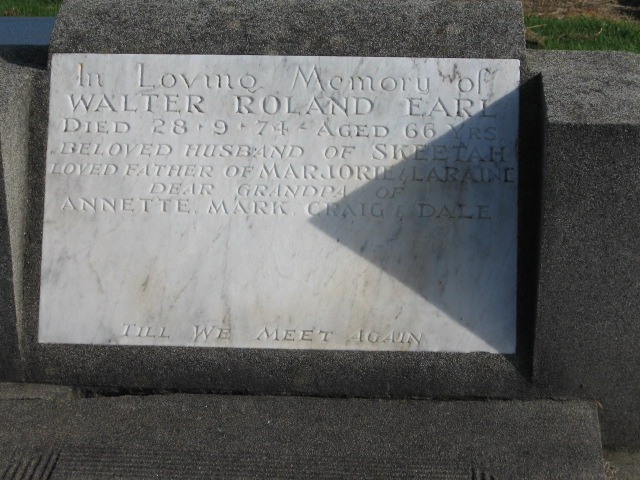 In Loving Memory of
WALTER ROLAND EARL
DIED 28·9·74 AGED 66 YRS.
BELOVED HUSBAND OF SKEETAH
LOVED FATHER OF MARJORIE & LARAINE
DEAR GRANDPA OF
ANNETTE, MARK, CRAIG & DALE
TILL WE MEET AGAIN